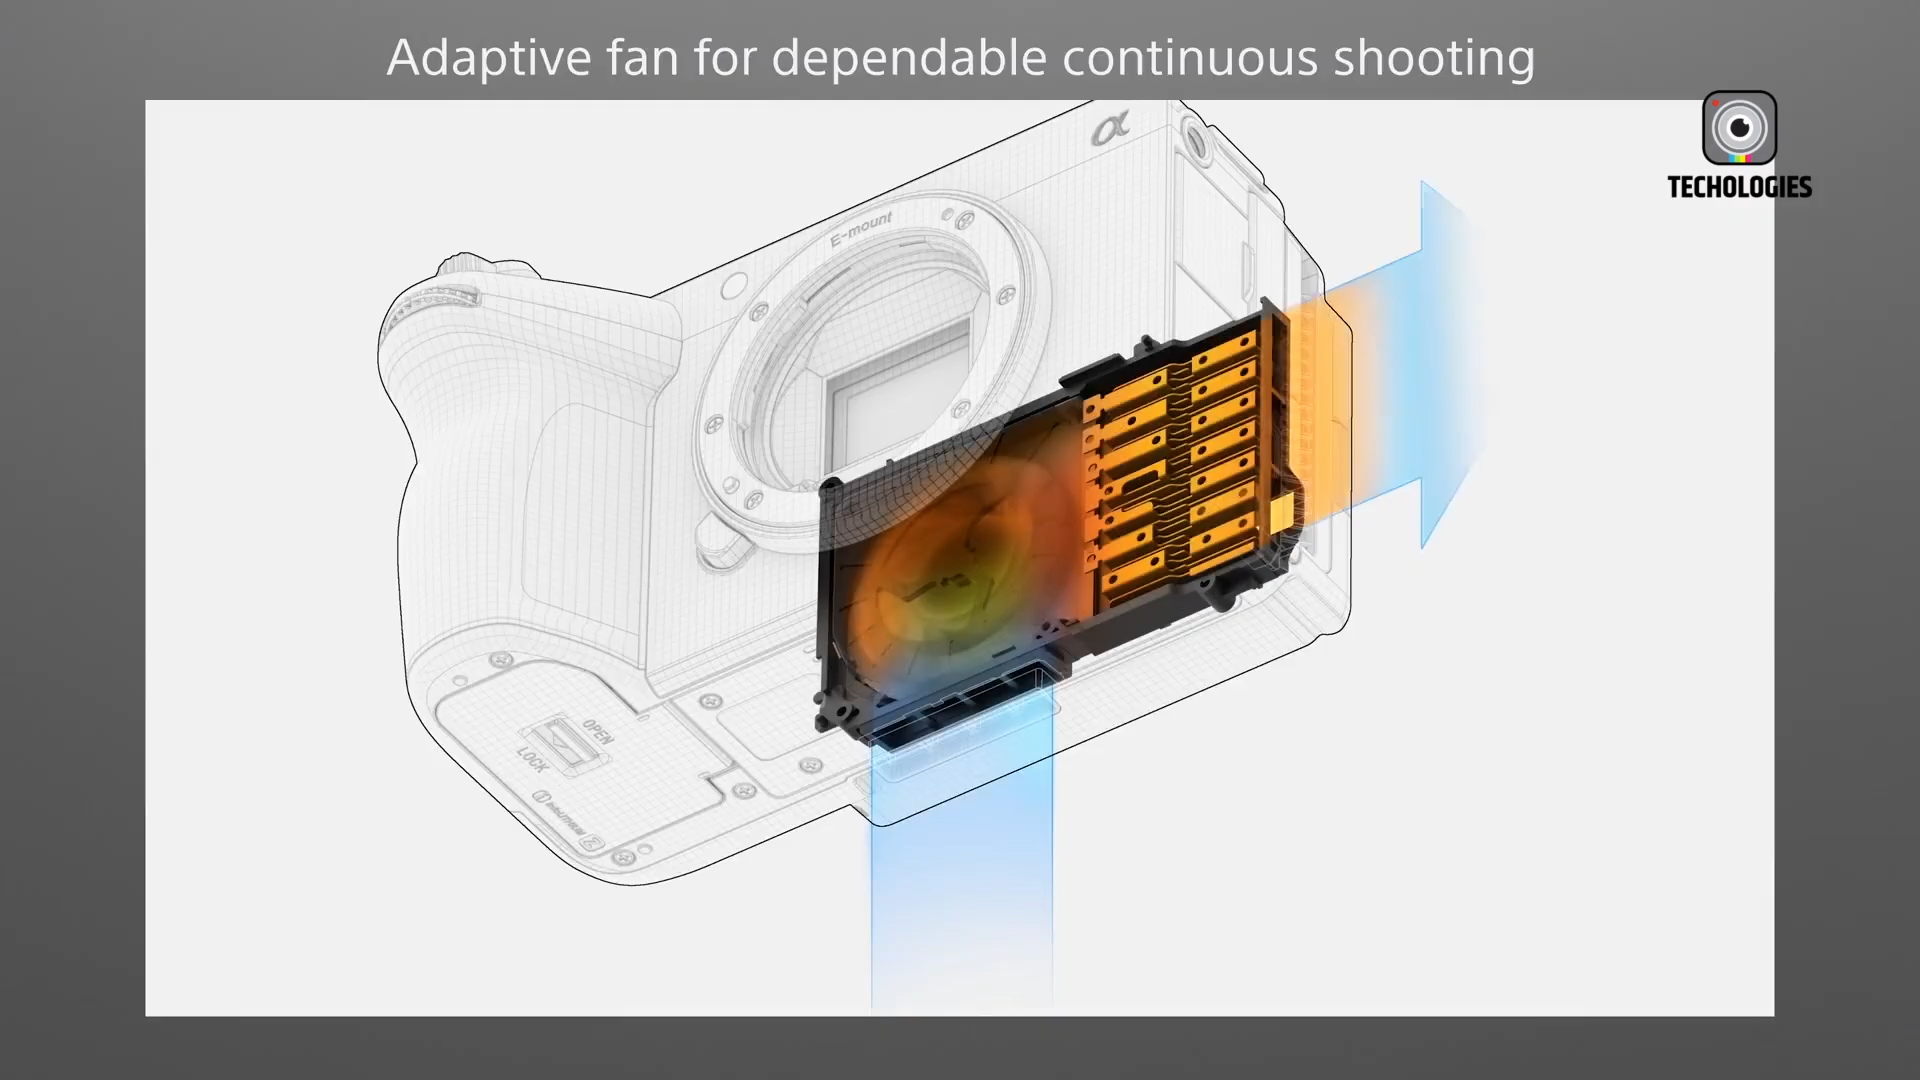 Adaptive fan for dependable continuous shooting
α
TECHOLOGIES
E-mount
OPEN
LOCK